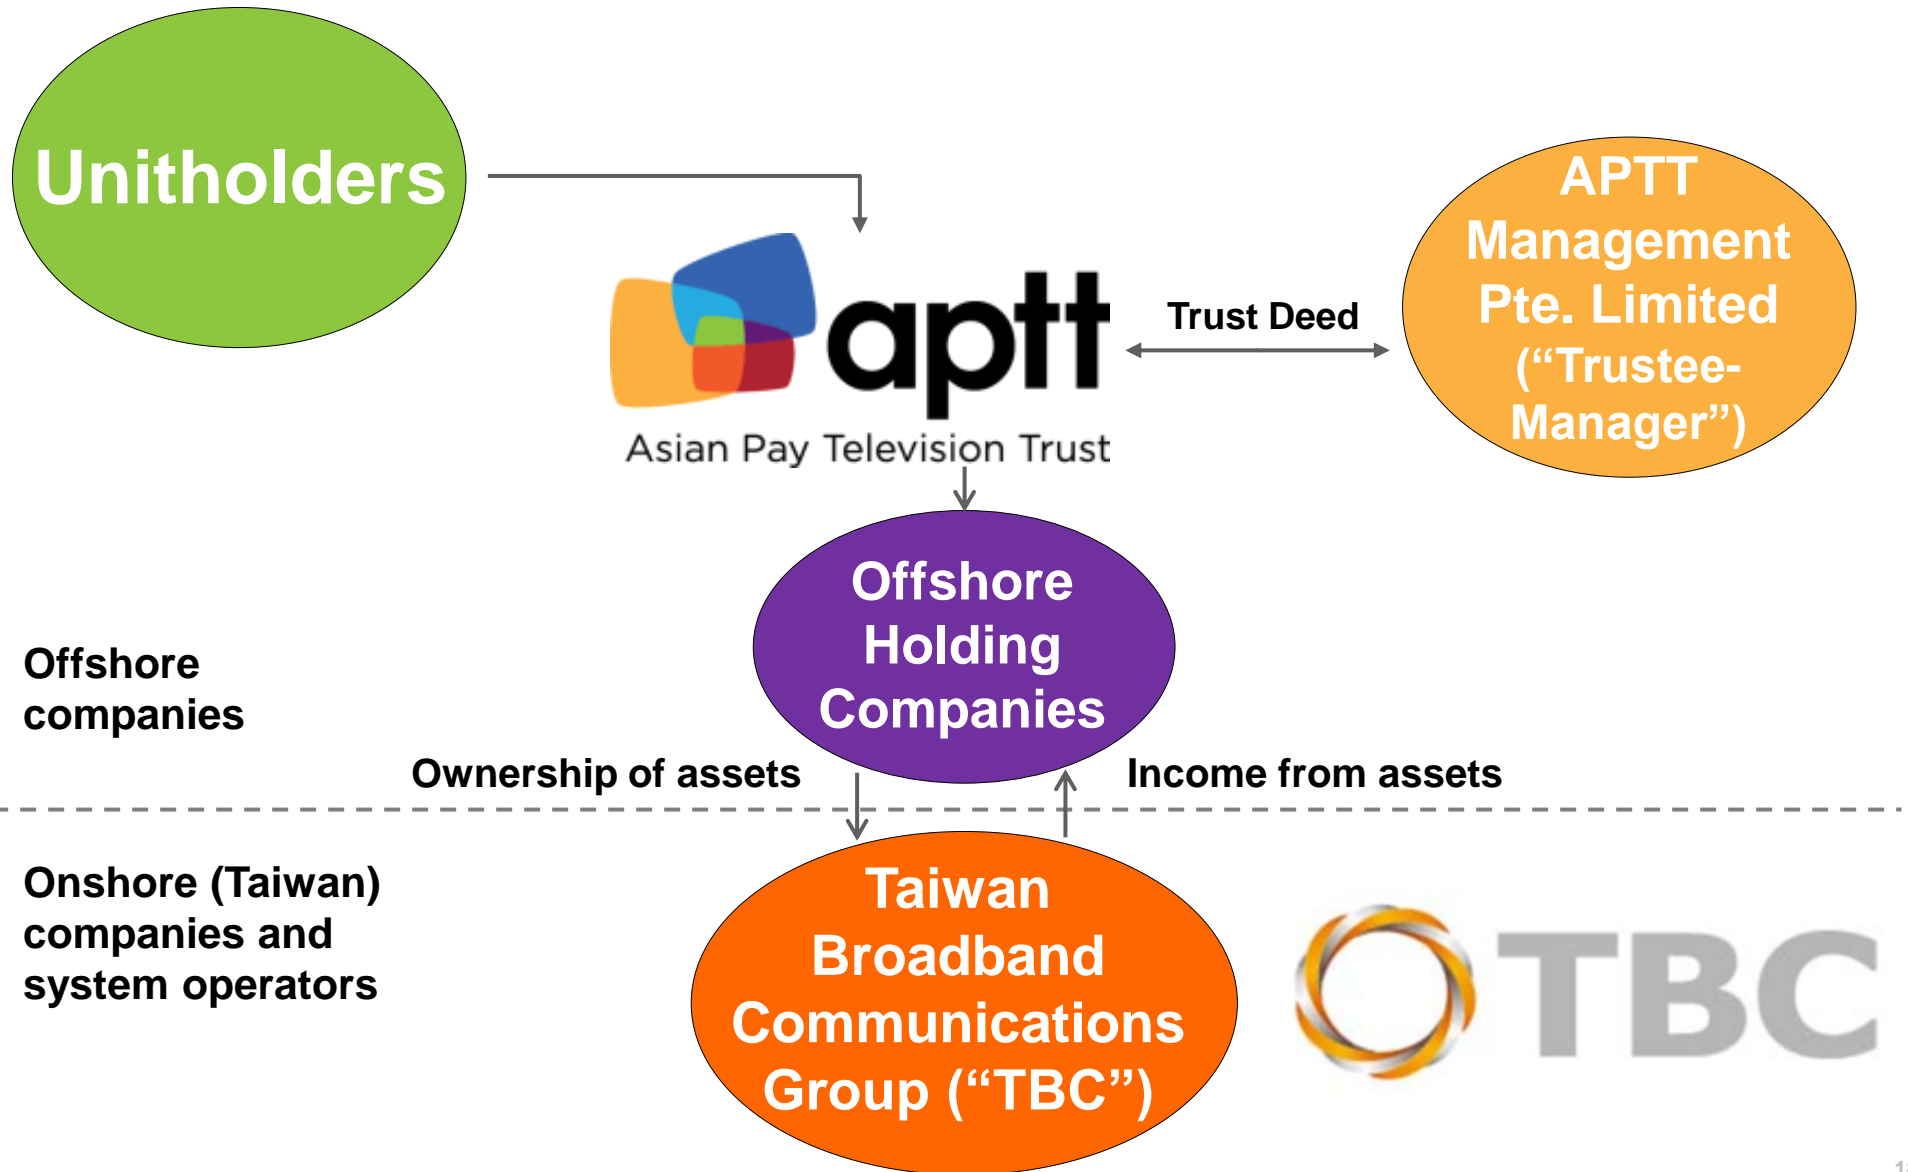 Unitholders
APTT
Management
Pte. Limited
(“Trustee-
Manager”)
aptt
Asian Pay Television Trust
Trust Deed
Offshore
Holding
Companies
Offshore
companies
Ownership of assets
Income from assets
Onshore (Taiwan)
companies and
system operators
Taiwan
Broadband
Communications
Group (“TBC”)
TBC